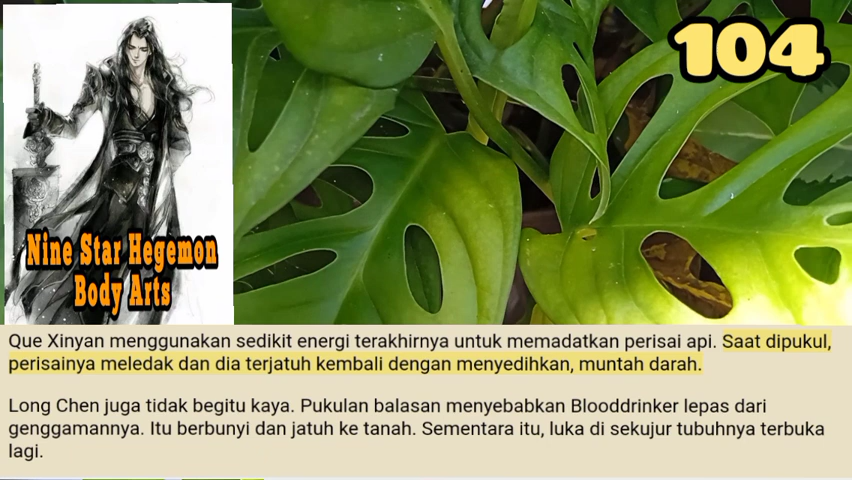 104
Nine Star Hegemon
Body Arts
Que Xinyan menggunakan sedikit energi terakhirnya untuk memadatkan perisai api. Saat dipukul,
perisainya meledak dan dia terjatuh kembali dengan menyedihkan, muntah darah.
Long Chen juga tidak begitu kaya. Pukulan balasan menyebabkan Blooddrinker lepas dari
genggamannya. Itu berbunyi dan jatuh ke tanah. Sementara itu, luka di sekujur tubuhnya terbuka
lagi.